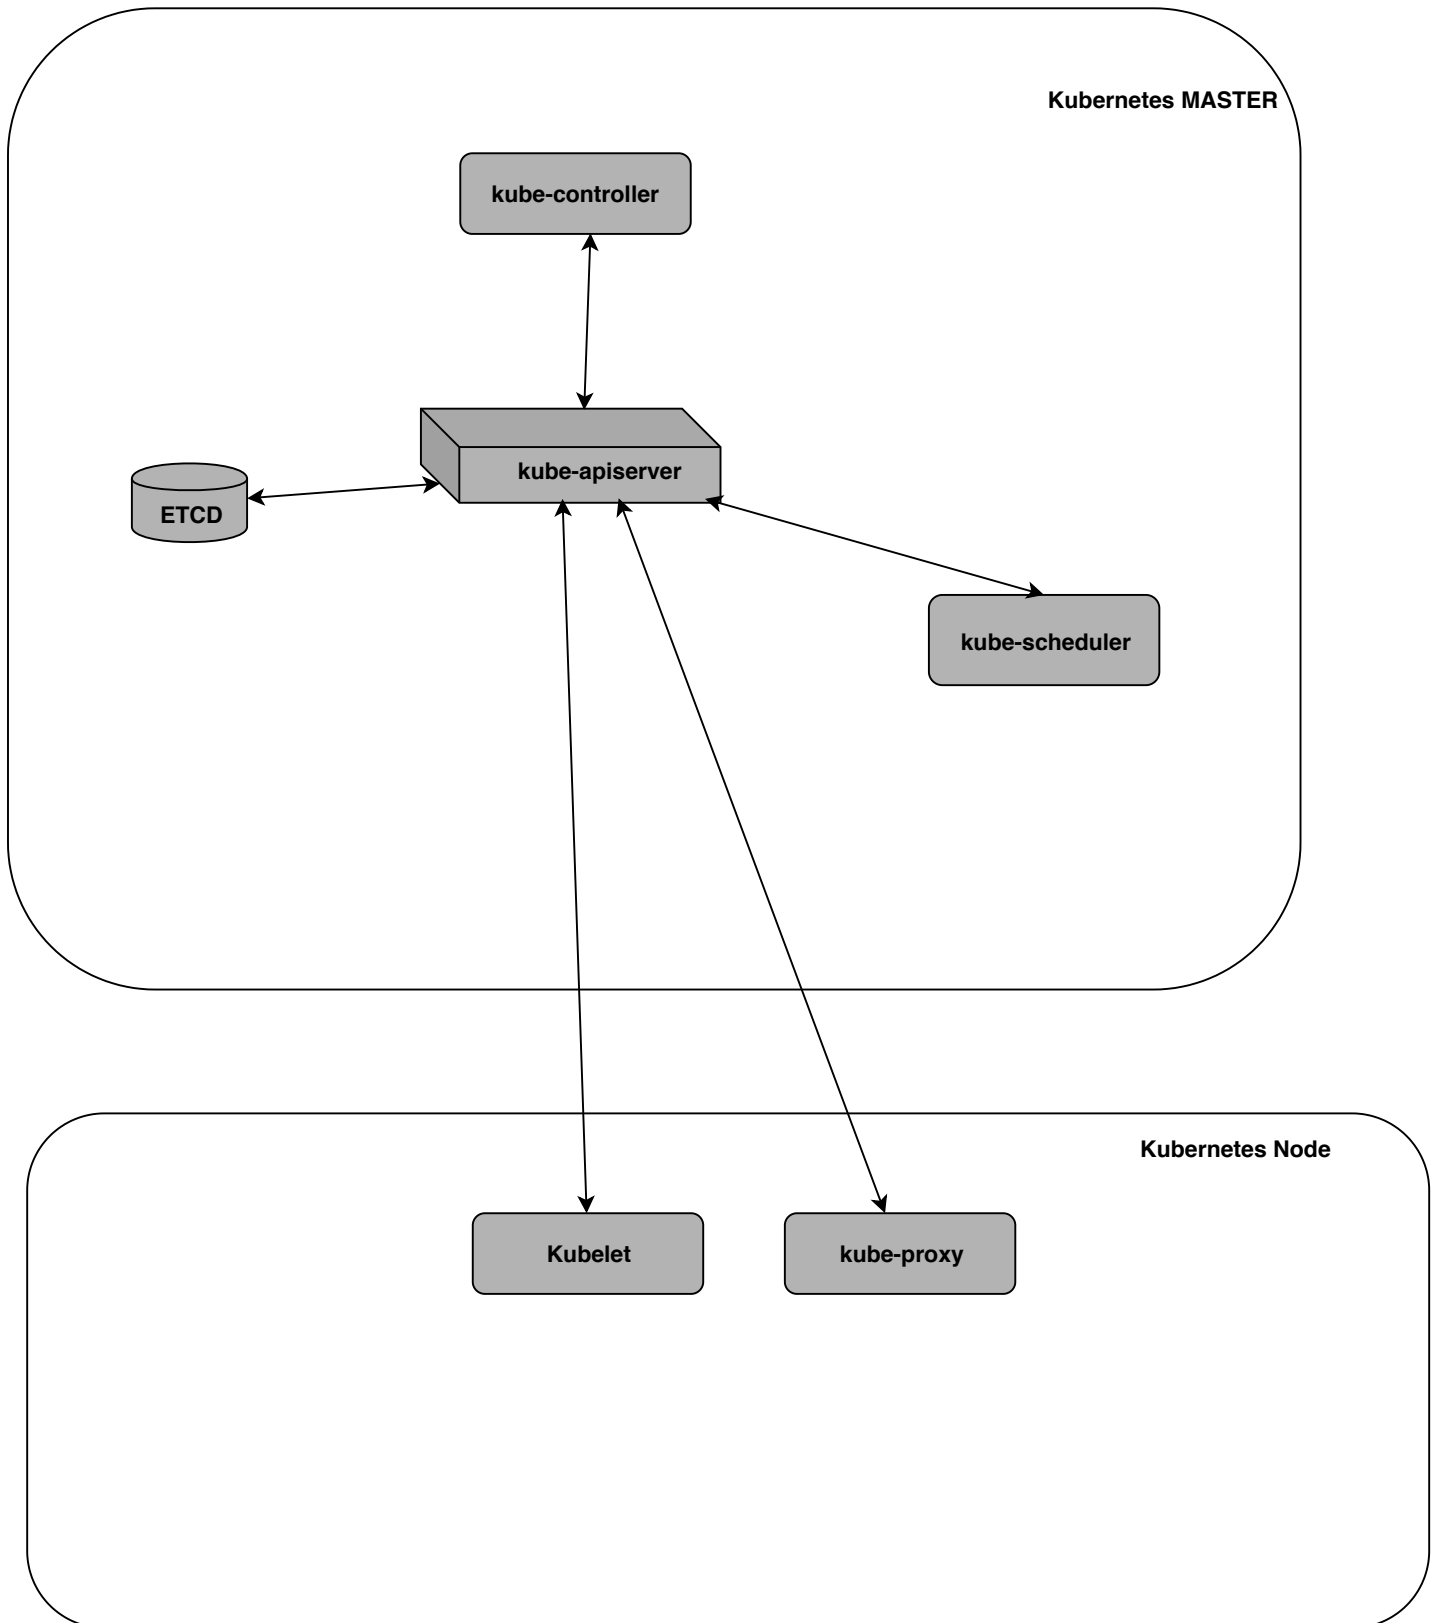 Kubernetes MASTER
kube-controller
kube-apiserver
ETCD
kube-scheduler
Kubernetes Node
Kubelet
kube-proxy